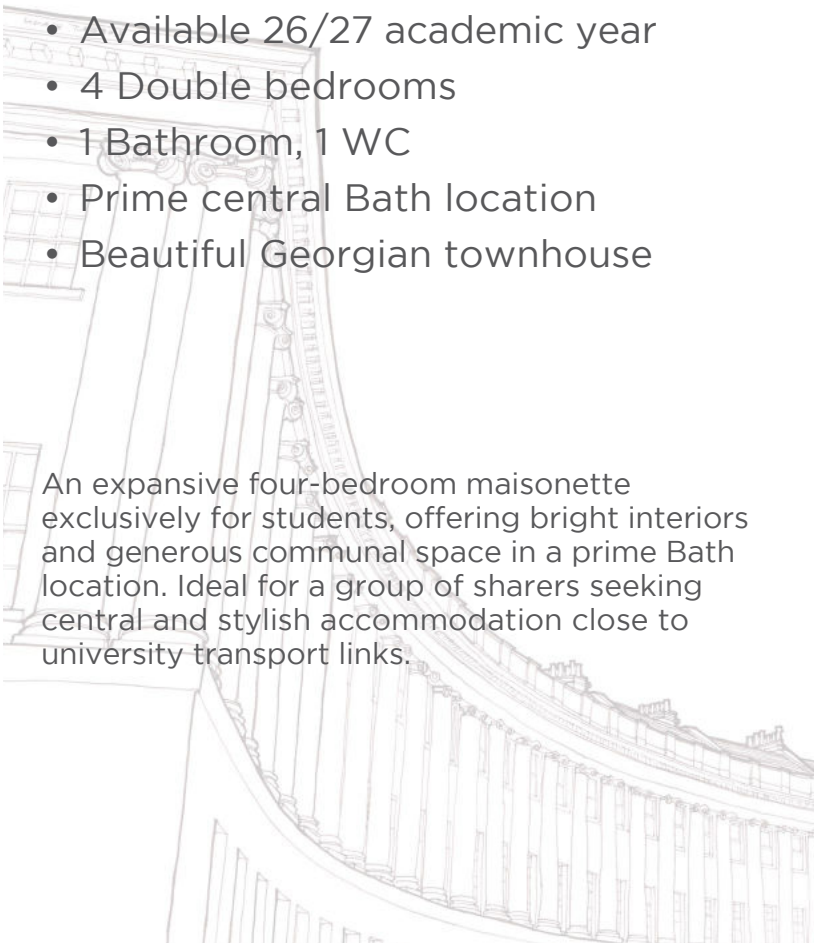 • Available 26/27 academic year
• 4 Double bedrooms
• 1 Bathroom, 1 WC
• Prime central Bath location
• Beautiful Georgian townhouse
An expansive four-bedroom maisonette
exclusively for students, offering bright interiors
and generous communal space in a prime Bath
location. Ideal for a group of sharers seeking
central and stylish accommodation close to
university transport links.